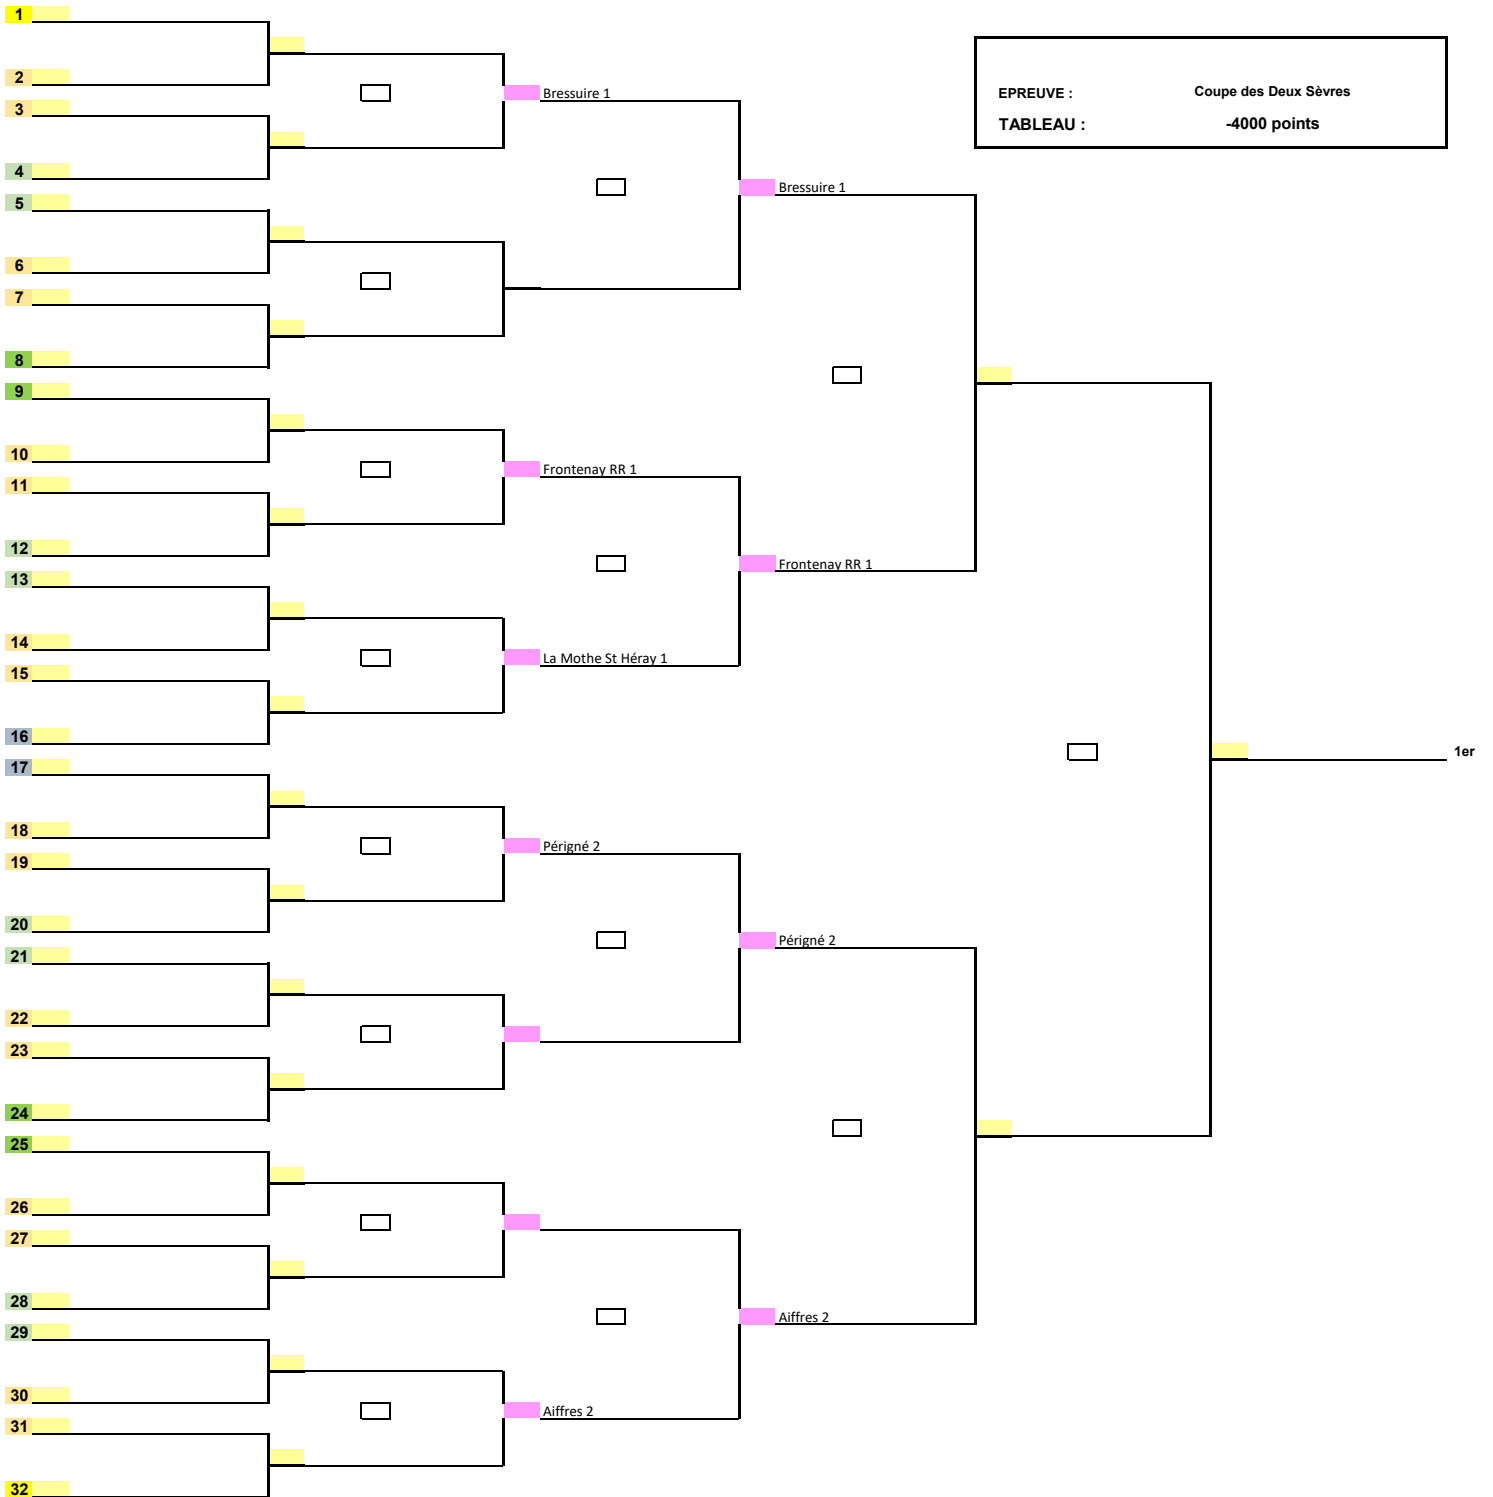 1
2
3
4
5
6
7
8
9
10
11
12
13
14
15
16
17
18
19
20
21
22
23
24
25
26
27
28
29
30
31
32
Bressuire 1
Frontenay RR 1
La Mothe St Héray 1
Périgné 2
Aiffres 2
Bressuire 1
Frontenay RR 1
Périgné 2
Aiffres 2
EPREUVE : Coupe des Deux Sèvres
TABLEAU : -4000 points
1er